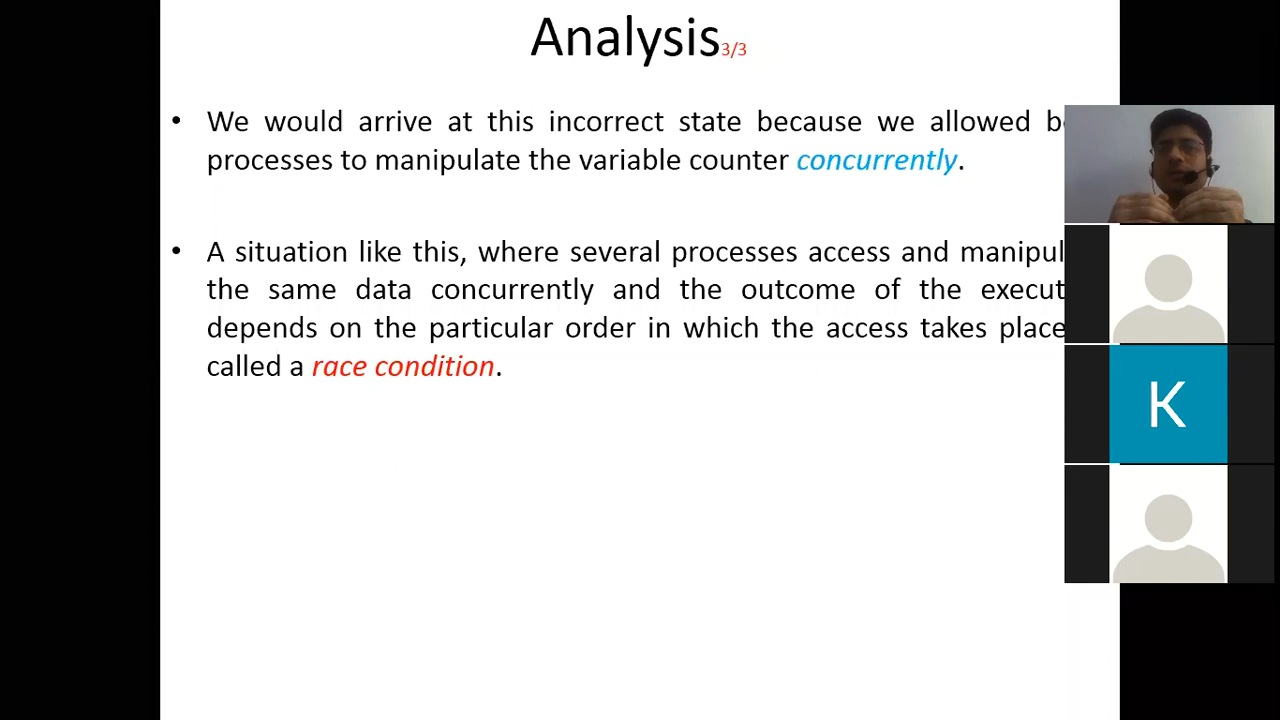 Analysis3/3
• We would arrive at this incorrect state because we allowed
processes to manipulate the variable counter concurrently.
• A situation like this, where several processes access and
the same data concurrently and the outcome of the
depends on the particular order in which the access takes place
called a race condition.
K